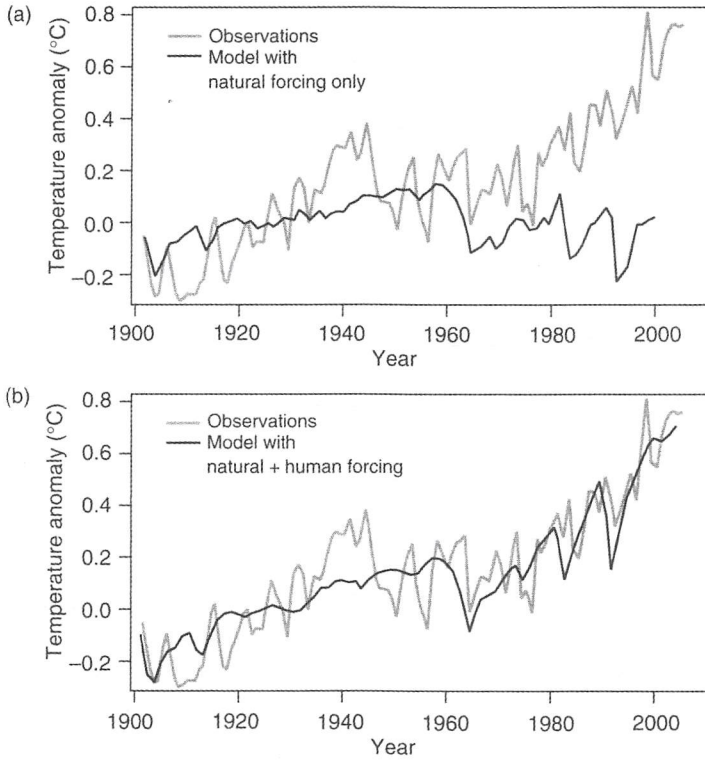 (a)
0.8
Observations
Model with
natural forcing only
0.6
0.4
0.2
0.0
−0.2
Temperature anomaly (°C)
1900
1920
1940
1960
1980
2000
Year
(b)
0.8
Observations
Model with
natural + human forcing
0.6
0.4
0.2
0.0
−0.2
Temperature anomaly (°C)
1900
1920
1940
1960
1980
2000
Year